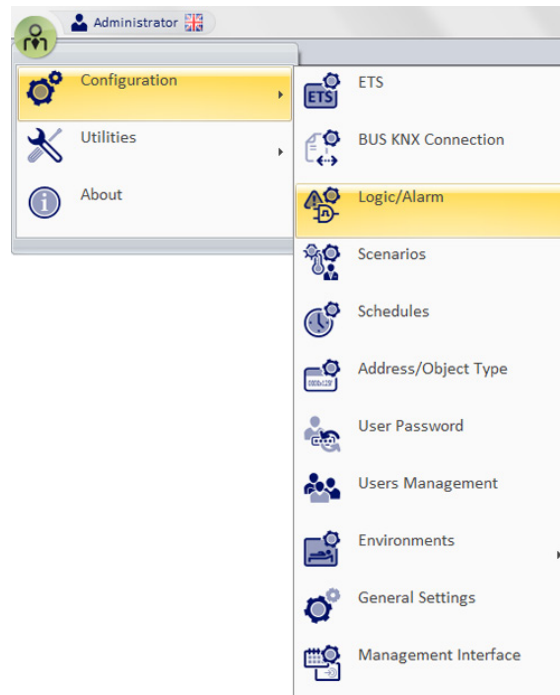 Administrator
Configuration
Utilities
About
ETS
ETS
BUS KNX Connection
Logic/Alarm
Scenarios
Schedules
Address/Object Type
User Password
Users Management
Environments
General Settings
Management Interface